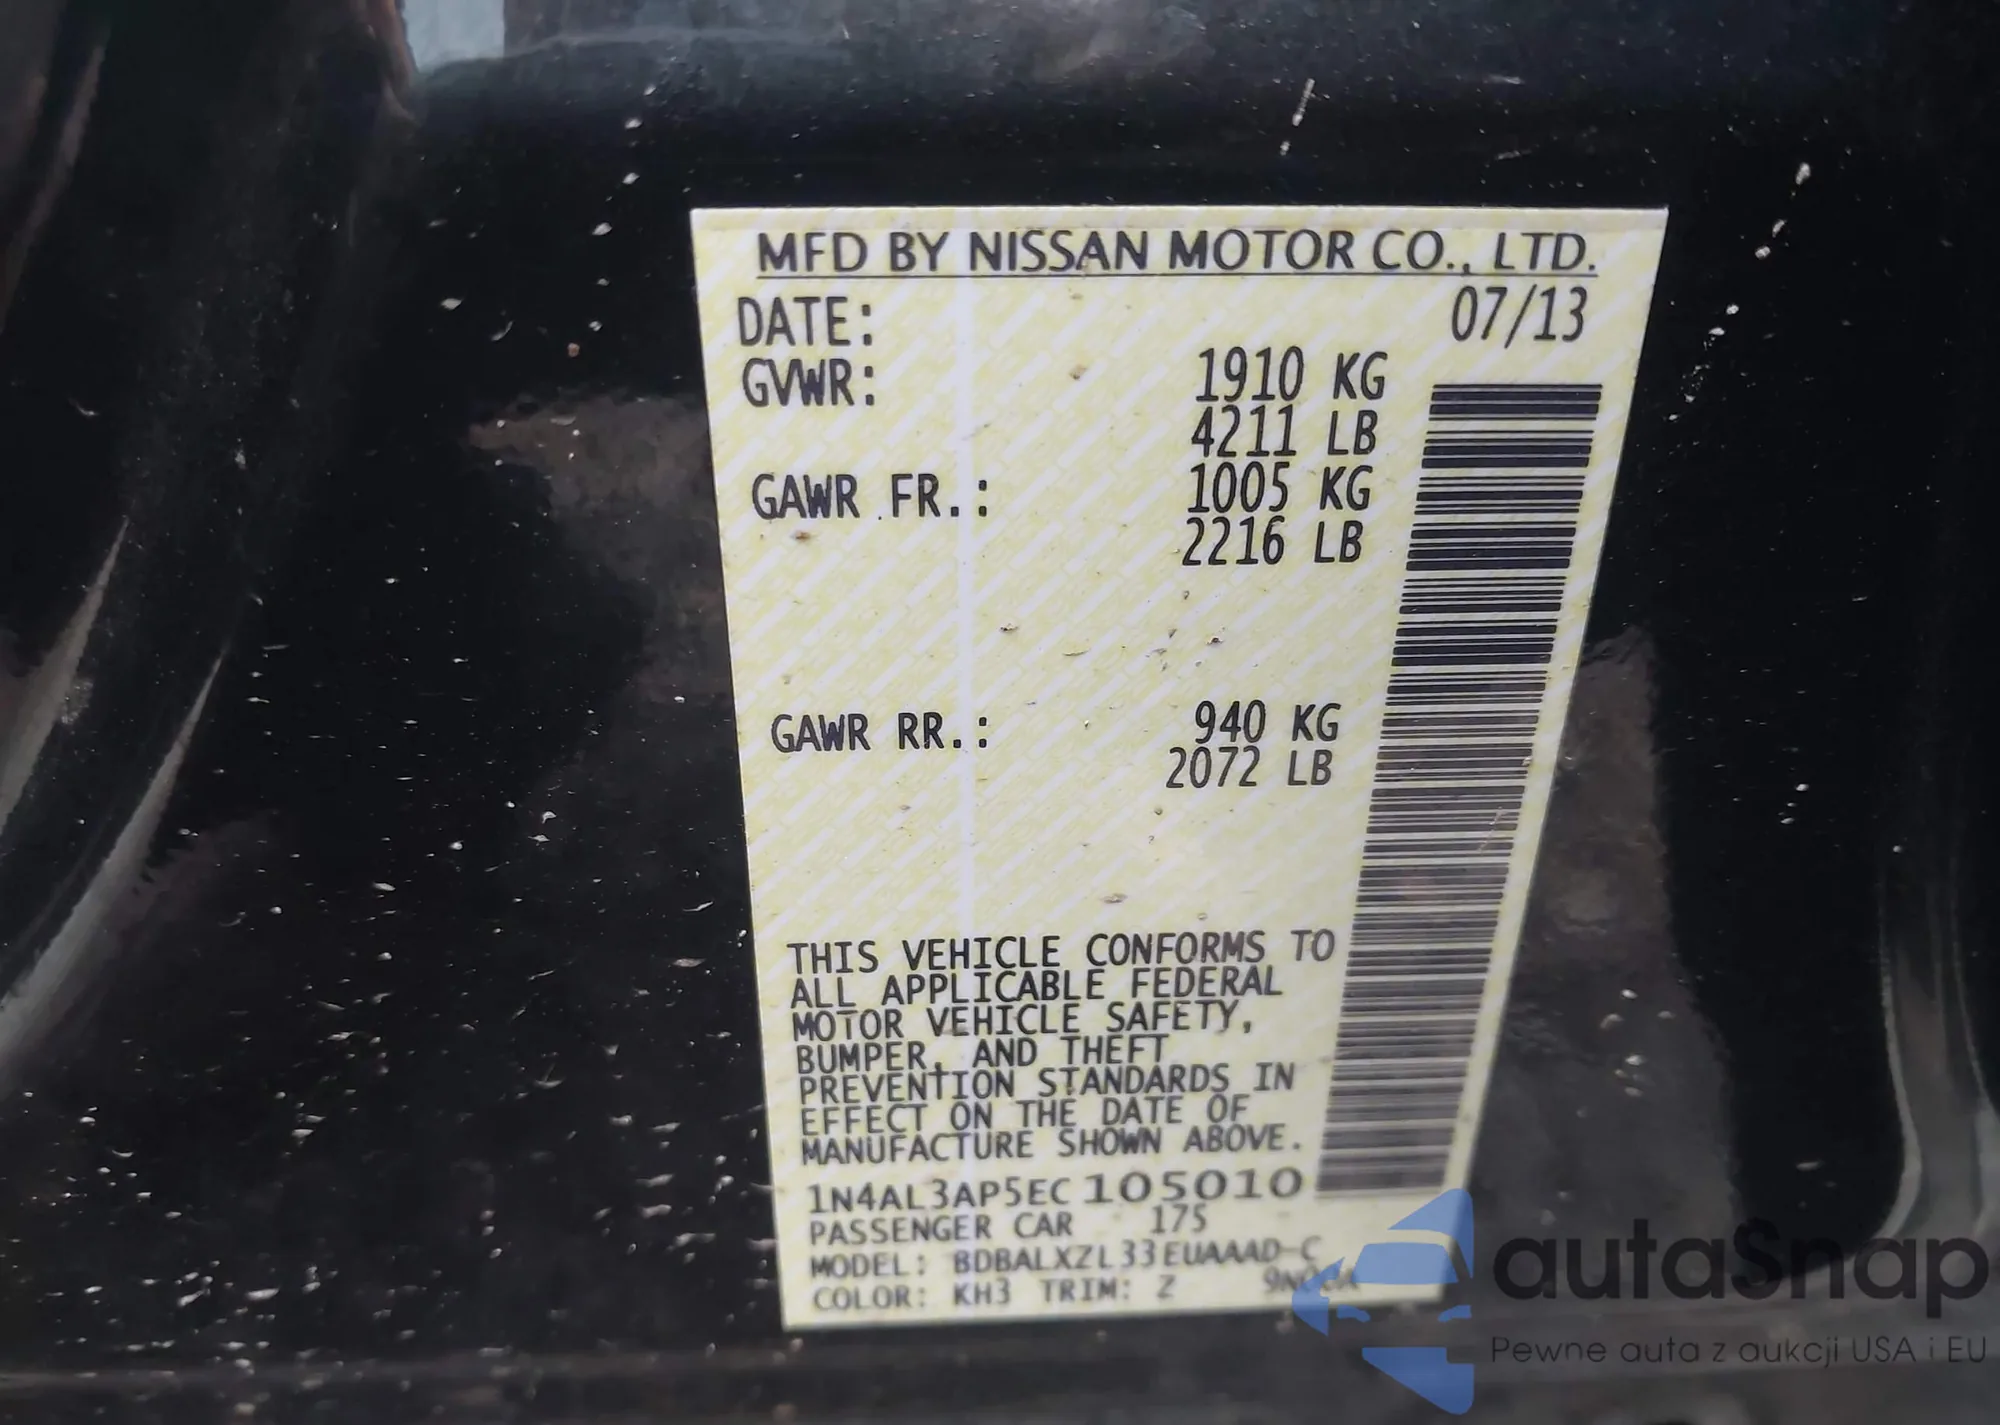 MFD BY NISSAN MOTOR CO., LTD.
DATE: 07/13
GVWR: 1910 KG
4211 LB
GAWR FR.: 1005 KG
2216 LB
GAWR RR.: 940 KG
2072 LB
THIS VEHICLE CONFORMS TO
ALL APPLICABLE FEDERAL
MOTOR VEHICLE SAFETY,
BUMPER, AND THEFT
PREVENTION STANDARDS IN
EFFECT ON THE DATE OF
MANUFACTURE SHOWN ABOVE.
1N4AL3AP5EC105010
PASSENGER CAR 175
MODEL: BDBALXZL33EUAAAD-C
COLOR: KH3 TRIM: Z
autoSnap
Pewne auta z aukcji USA i EU